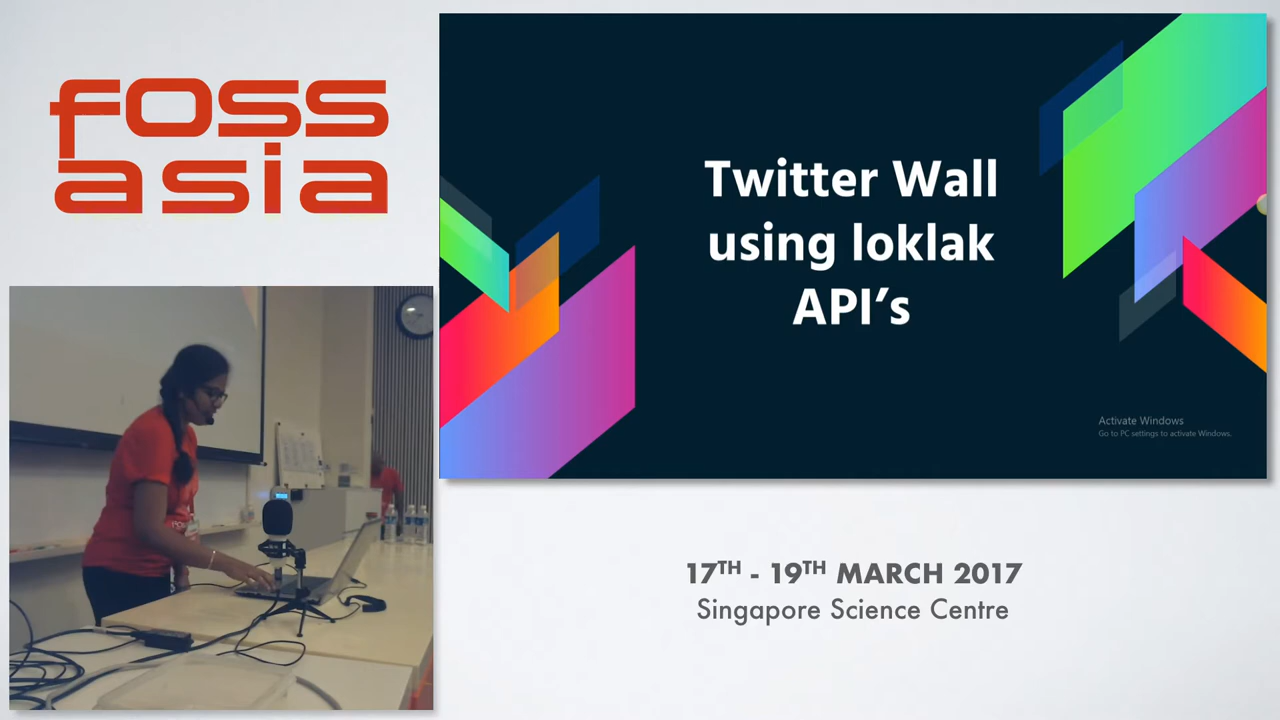 foss
asia
Twitter Wall
using loklak
API's
Activate Windows
Go to PC settings to activate Windows.
17TH - 19TH MARCH 2017
Singapore Science Centre